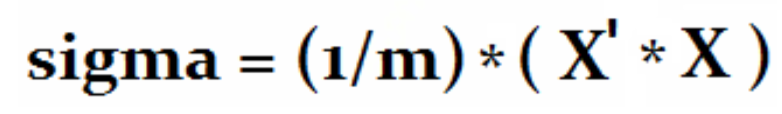 sigma = (1/m) * ( X' * X )